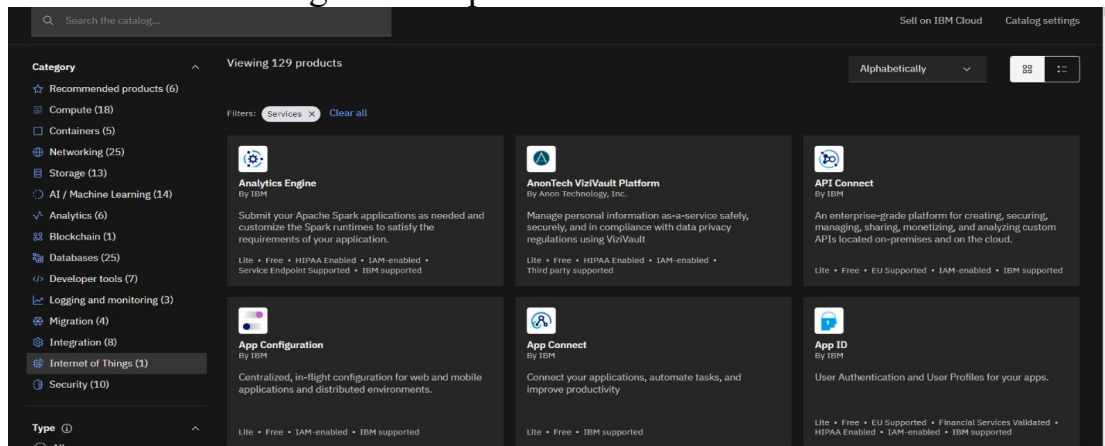 Search the catalog...
Sell on IBM Cloud
Catalog settings
Category
Recommended products (6)
Compute (18)
Containers (5)
Networking (25)
Storage (13)
AI / Machine Learning (14)
Analytics (6)
Blockchain (1)
Databases (25)
Developer tools (7)
Logging and monitoring (3)
Migration (4)
Integration (8)
Internet of Things (1)
Security (10)
Type
Viewing 129 products
Alphabetically
Filters: Services X Clear all
Analytics Engine
By IBM
Submit your Apache Spark applications as needed and
customize the Spark runtimes to satisfy the
requirements of your application.
Lite • Free • HIPAA Enabled • IAM-enabled •
Service Endpoint Supported • IBM supported
AnonTech ViziVault Platform
By Anon Technology, Inc.
Manage personal information as-a-service safely,
securely, and in compliance with data privacy
regulations using ViziVault
Lite • Free • HIPAA Enabled • IAM-enabled •
Third party supported
API Connect
By IBM
An enterprise-grade platform for creating, securing,
managing, sharing, monetizing, and analyzing custom
APIs located on-premises and on the cloud.
Lite • Free • EU Supported • IAM-enabled • IBM supported
App Configuration
By IBM
Centralized, in-flight configuration for web and mobile
applications and distributed environments.
Lite • Free • IAM-enabled • IBM supported
App Connect
By IBM
Connect your applications, automate tasks, and
improve productivity
Lite • Free • IBM supported
App ID
By IBM
User Authentication and User Profiles for your apps.
Lite • Free • EU Supported • Financial Services Validated •
HIPAA Enabled • IAM-enabled • IBM supported